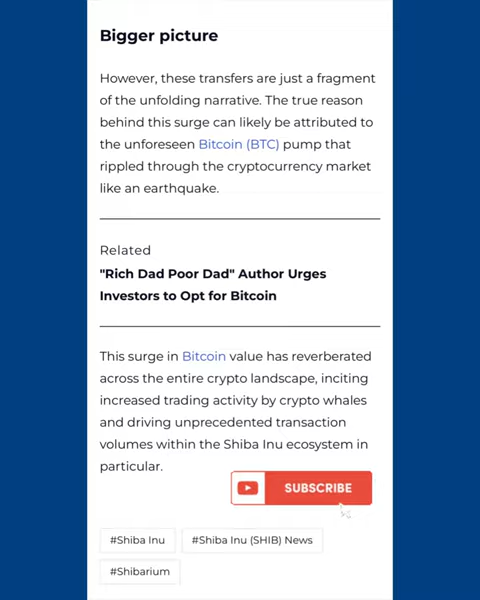 Bigger picture
However, these transfers are just a fragment
of the unfolding narrative. The true reason
behind this surge can likely be attributed to
the unforeseen Bitcoin (BTC) pump that
rippled through the cryptocurrency market
like an earthquake.
Related
"Rich Dad Poor Dad" Author Urges
Investors to Opt for Bitcoin
This surge in Bitcoin value has reverberated
across the entire crypto landscape, inciting
increased trading activity by crypto whales
and driving unprecedented transaction
volumes within the Shiba Inu ecosystem in
particular.
SUBSCRIBE
#Shiba Inu #Shiba Inu (SHIB) News
#Shibarium